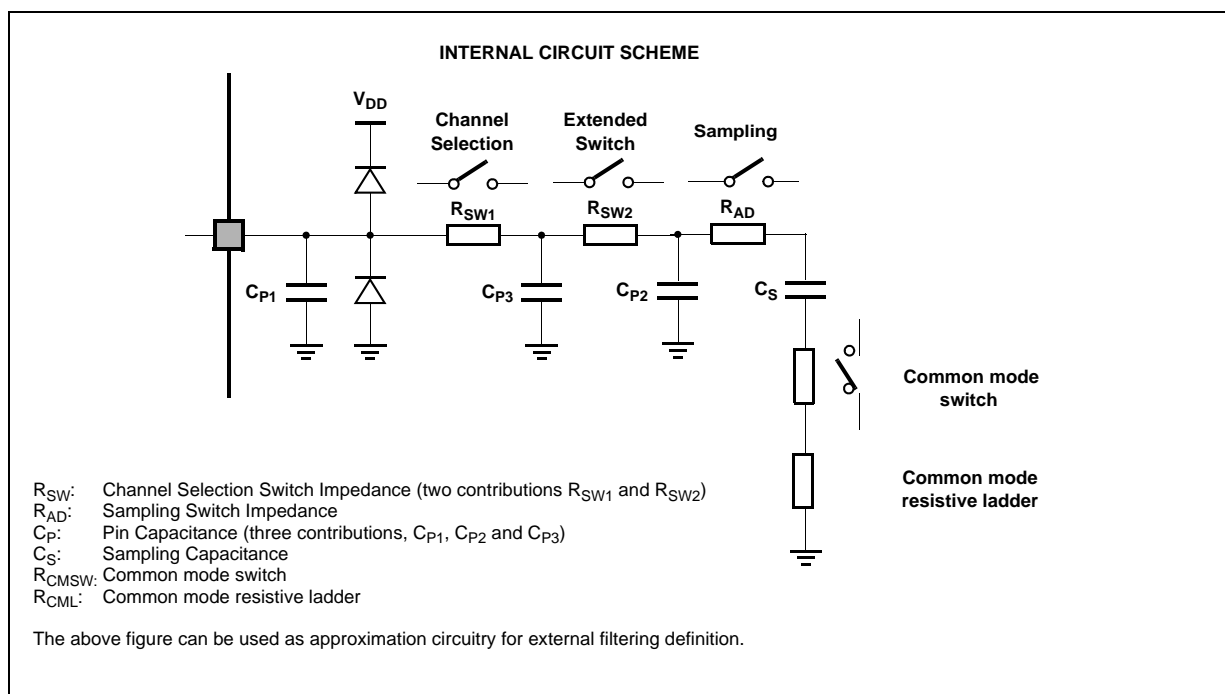 INTERNAL CIRCUIT SCHEME
VDD
Channel
Selection
Extended
Switch
Sampling
RSW1
RSW2
RAD
CP1
CP3
CP2
CS
Common mode
switch
Common mode
resistive ladder
RSW: Channel Selection Switch Impedance (two contributions RSW1 and RSW2)
RAD: Sampling Switch Impedance
CP: Pin Capacitance (three contributions, CP1, CP2 and CP3)
CS: Sampling Capacitance
RCMSW: Common mode switch
RCML: Common mode resistive ladder
The above figure can be used as approximation circuitry for external filtering definition.